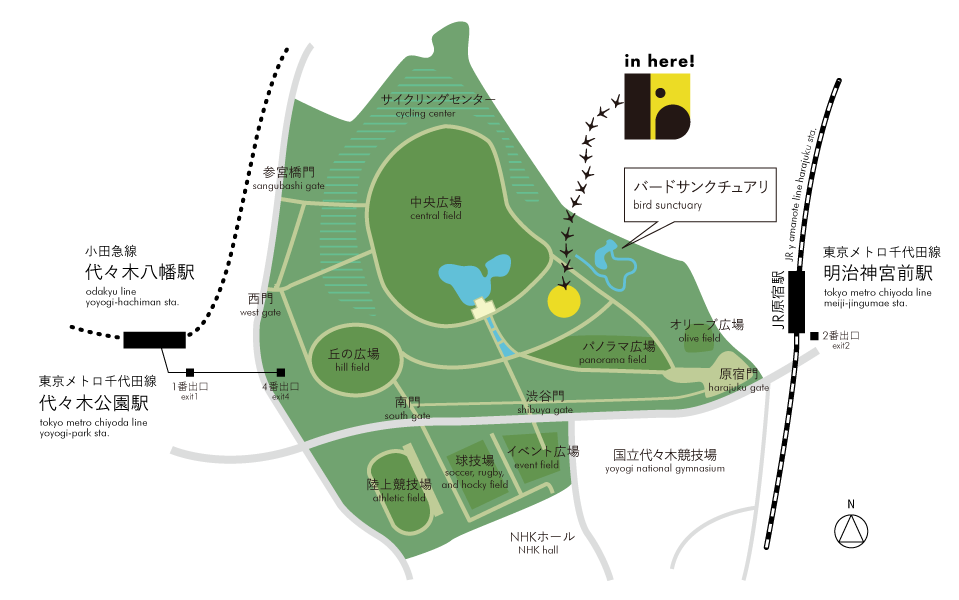 in here!
サイクリングセンター
cycling center
参宮橋門
sangubashi gate
中央広場
central field
バードサンクチュアリ
bird sunctuary
JR y amanote line harajuku sta.
JR原宿駅
小田急線
代々木八幡駅
odakyu line
yoyogi-hachiman sta.
東京メトロ千代田線
明治神宮前駅
tokyo metro chiyoda line
meiji-jingumae sta.
西門
west gate
2番出口
exit2
オリーブ広場
olive field
パノラマ広場
panorama field
丘の広場
hill field
原宿門
harajuku gate
東京メトロ千代田線
代々木公園駅
tokyo metro chiyoda line
yoyogi-park sta.
1番出口
exit1
4番出口
exit4
南門
south gate
渋谷門
shibuya gate
イベント広場
event field
球技場
soccer, rugby,
and hocky field
陸上競技場
athletic field
国立代々木競技場
yoyogi national gymnasium
NHKホール
NHK hall
N